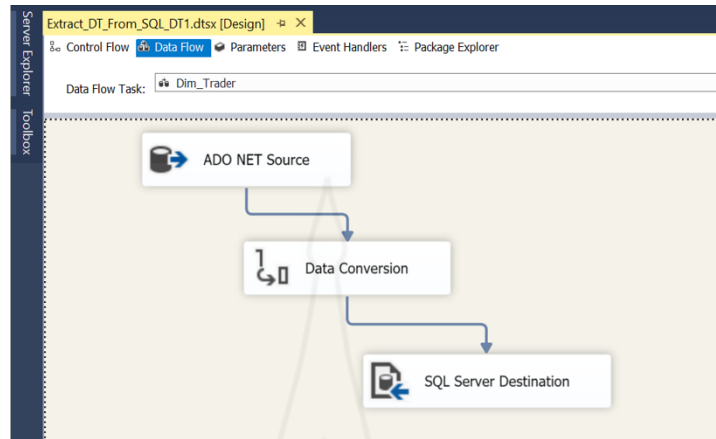 Extract_DT_From_SQL_DT1.dtsx [Design]
Control Flow Data Flow Parameters Event Handlers Package Explorer
Server Explorer
Toolbox
Data Flow Task: Dim_Trader
ADO NET Source
Data Conversion
SQL Server Destination